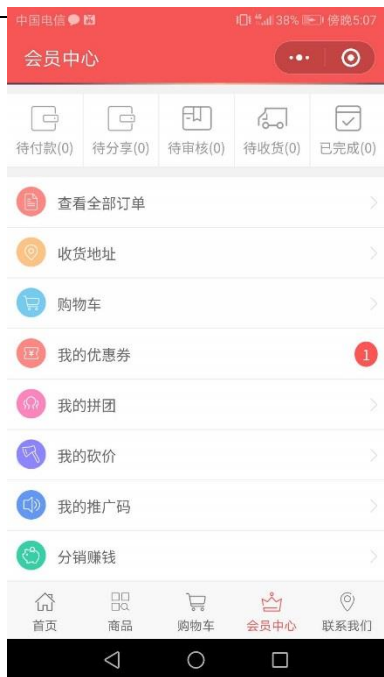 中国电信
38% 傍晚5:07
会员中心
待付款(0) 待分享(0) 待审核(0) 待收货(0) 已完成(0)
查看全部订单
收货地址
购物车
我的优惠券 1
我的拼团
我的砍价
我的推广码
分销赚钱
首页 商品 购物车 会员中心 联系我们